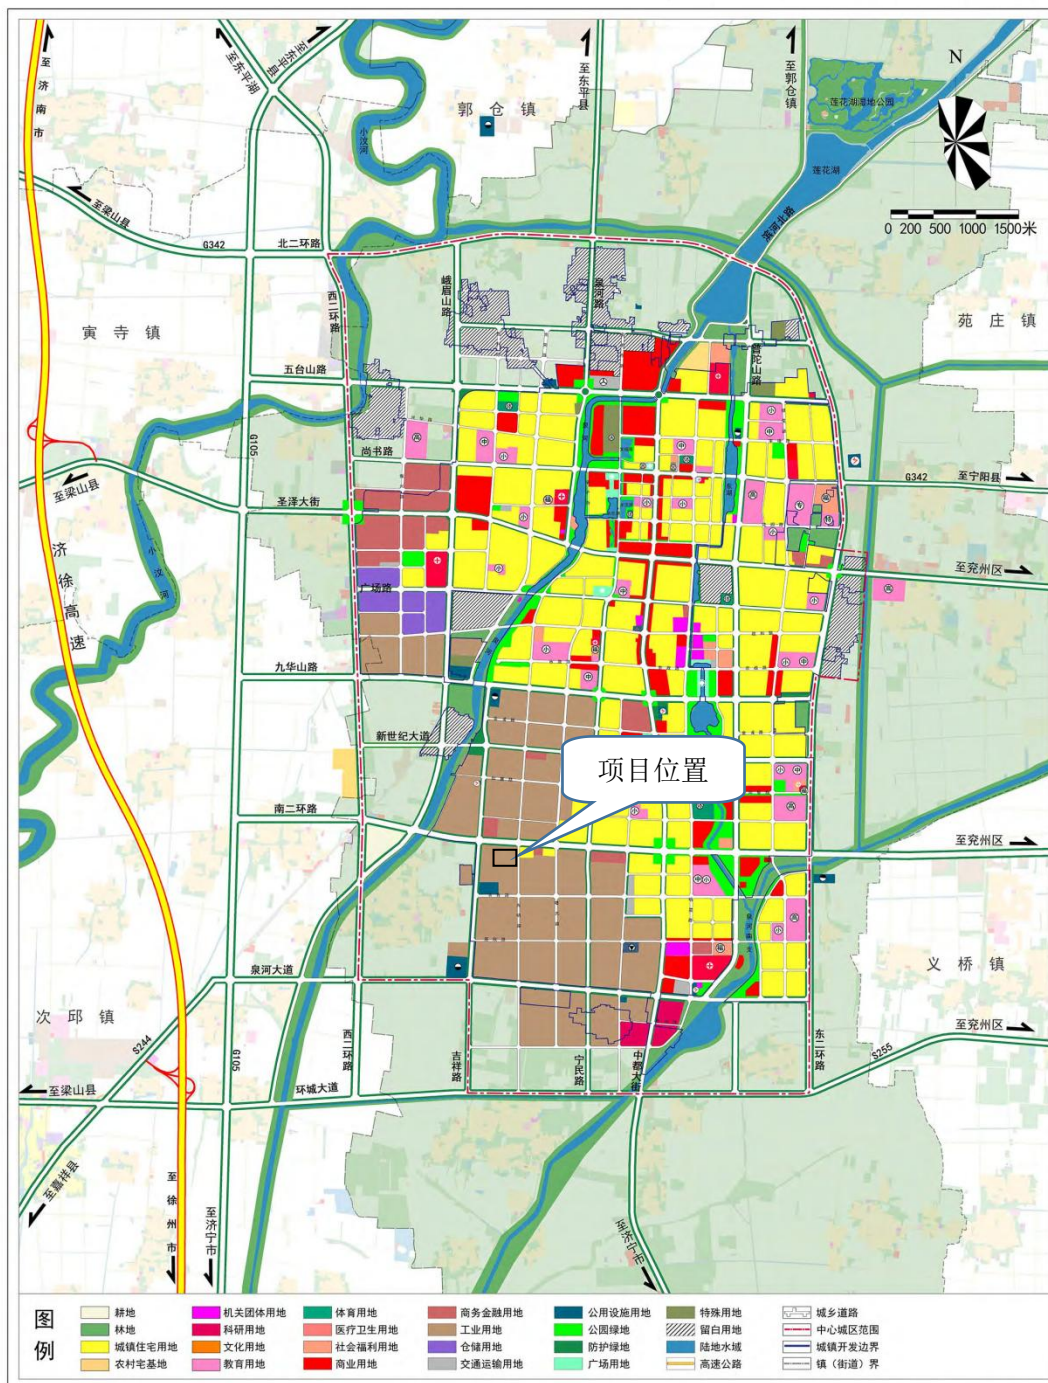 至济南市
至东平湖
至东平县
至东平县
至郭仓镇
N
莲花湖湿地公园
郭仓镇
小汶河
莲花湖
滨河北路
0 200 500 1000 1500米
至梁山县
G342
北二环路
峨眉山路
泉河路
西二环路
寅寺镇
苑庄镇
普陀山路
五台山路
G105
尚书路
G342
至宁阳县
至梁山县
圣泽大街
小汶河
济徐高速
至兖州区
广场路
九华山路
新世纪大道
项目位置
南二环路
至兖州区
泉河大道
义桥镇
次邱镇
S244
G105
西二环路
吉祥路
宁民路
中都大街
东二环路
至兖州区
S255
至梁山县
环城大道
至嘉祥县
至徐州市
至济宁市
至济宁市
图例
耕地
机关团体用地
体育用地
商务金融用地
公用设施用地
特殊用地
城乡道路
林地
科研用地
医疗卫生用地
工业用地
公园绿地
留白用地
中心城区范围
城镇住宅用地
文化用地
社会福利用地
仓储用地
防护绿地
陆地水域
城镇开发边界
农村宅基地
教育用地
商业用地
交通运输用地
广场用地
高速公路
镇（街道）界